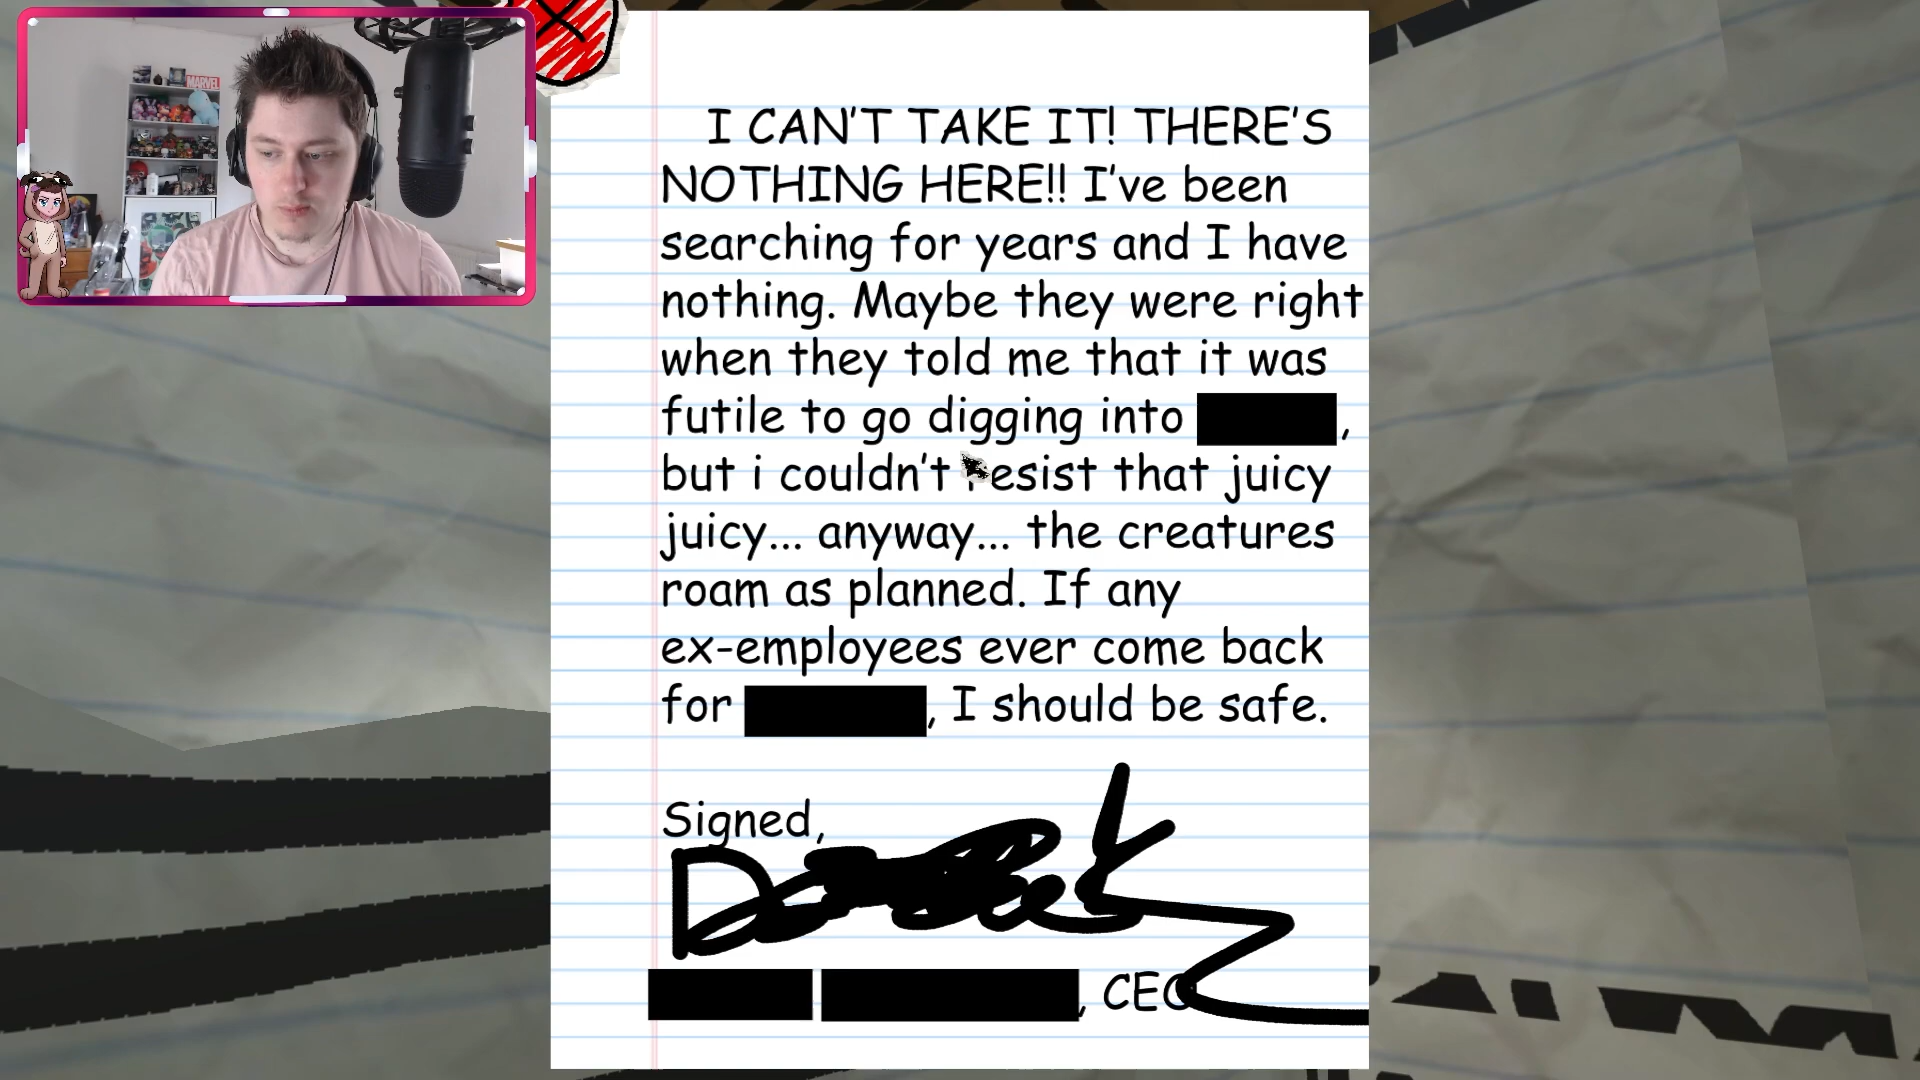 MARVEL
I CAN'T TAKE IT! THERE'S
NOTHING HERE!! I've been
searching for years and I have
nothing. Maybe they were right
when they told me that it was
futile to go digging into ,
but i couldn't resist that juicy
juicy... anyway... the creatures
roam as planned. If any
ex-employees ever come back
for , I should be safe.
Signed,
, CEO